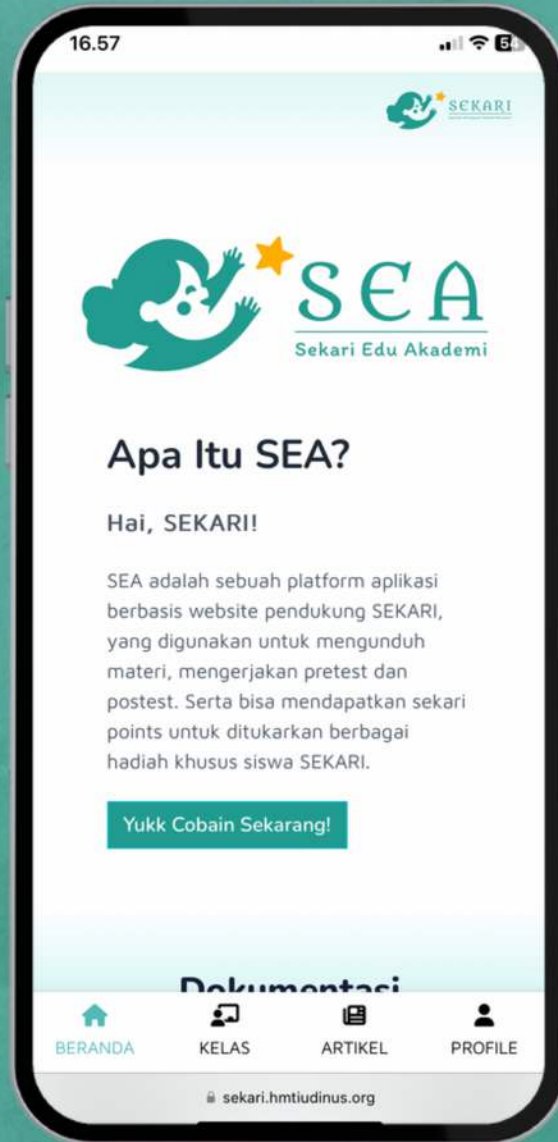 16.57
SEKARI
SEA
Sekari Edu Akademi
Apa Itu SEA?
Hai, SEKARI!
SEA adalah sebuah platform aplikasi
berbasis website pendukung SEKARI,
yang digunakan untuk mengunduh
materi, mengerjakan pretest dan
postest. Serta bisa mendapatkan sekari
points untuk ditukarkan berbagai
hadiah khusus siswa SEKARI.
Yukk Cobain Sekarang!
Dokumentasi
BERANDA KELAS ARTIKEL PROFILE
sekari.hmtiudinus.org